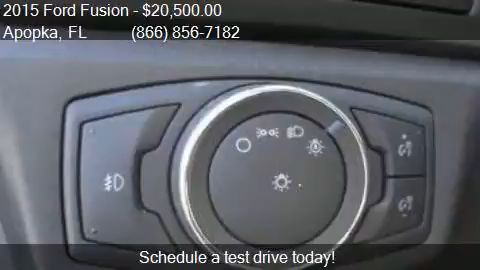 2015 Ford Fusion - $20,500.00
Apopka, FL (866) 856-7182
Schedule a test drive today!